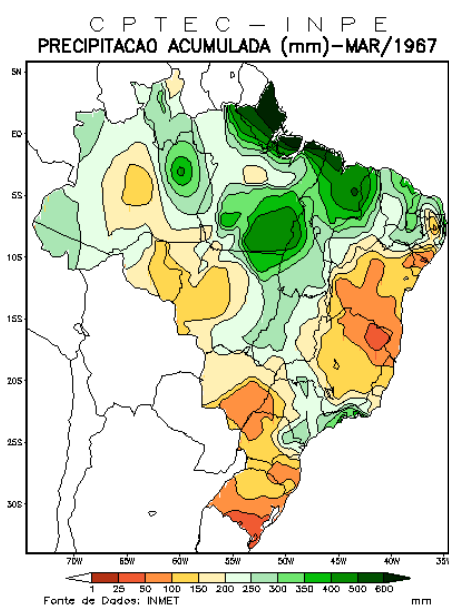 CPTEC-INPE
PRECIPITACAO ACUMULADA (mm)-MAR/1967
5N
EQ
5S
10S
15S
20S
25S
30S
70W 65W 60W 55W 50W 45W 40W 35W
1 25 50 100 150 200 250 300 350 400 500 600 mm
Fonte de Dados: INMET